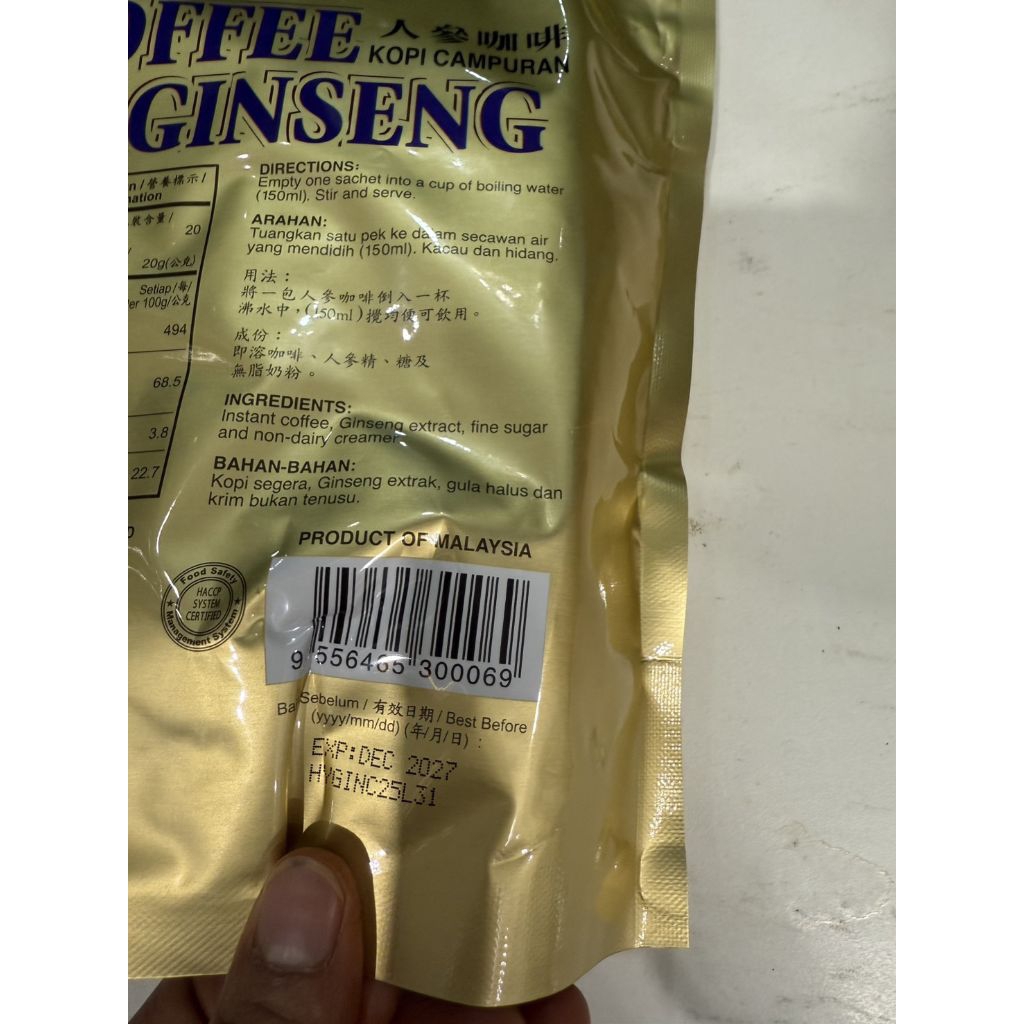 OFFEE 人參咖啡
KOPI CAMPURAN
GINSENG
營養標示 /
20
20g(公克)
Setiap / 每 /
100g/公克
494
68.5
3.8
22.7
DIRECTIONS:
Empty one sachet into a cup of boiling water
(150ml). Stir and serve.
ARAHAN:
Tuangkan satu pek ke dalam secawan air
yang mendidih (150ml). Kacau dan hidang.
用法：
將一包人參咖啡倒入一杯
沸水中，(150ml)攪均便可飲用。
成份：
即溶咖啡、人參精、糖及
無脂奶粉。
INGREDIENTS:
Instant coffee, Ginseng extract, fine sugar
and non-dairy creamer
BAHAN-BAHAN:
Kopi segera, Ginseng extrak, gula halus dan
krim bukan tenusu.
PRODUCT OF MALAYSIA
Food Safety
HACCP
SYSTEM
CERTIFIED
Management System
9 556485 300069
Sebelum / 有效日期 / Best Before
(yyyy/mm/dd) (年/月/日) :
EXP:DEC 2027
HYGINC25L31